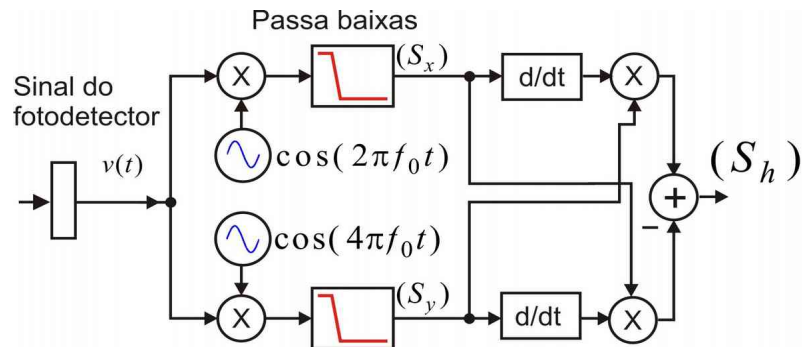 Passa baixas
(S_x)
d/dt
X
X
Sinal do
fotodetector
v(t)
cos(2πf_0t)
(S_h)
+
−
cos(4πf_0t)
(S_y)
X
d/dt
X